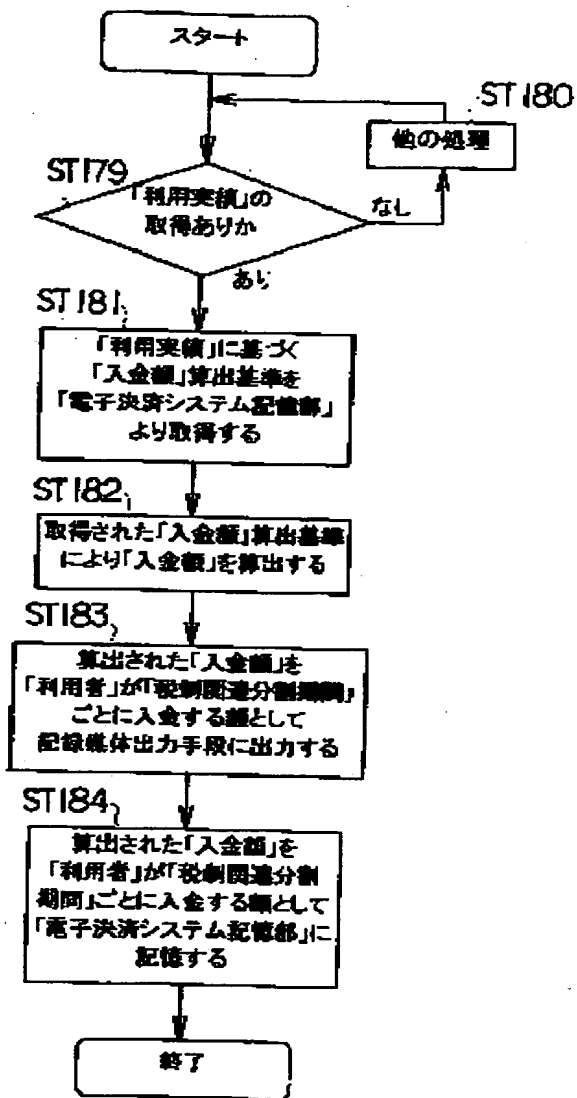 スタート
ST180
他の処理
ST179
「利用実績」の
取得ありか
なし
あり
ST181
「利用実績」に基づく
「入金額」算出基準を
「電子決済システム記憶部」
より取得する
ST182
取得された「入金額」算出基準
により「入金額」を算出する
ST183
算出された「入金額」を
「利用者」が「税制関連分割期間」
ごとに入金する額として
記録媒体出力手段に出力する
ST184
算出された「入金額」を
「利用者」が「税制関連分割
期間」ごとに入金する額として
「電子決済システム記憶部」に
記憶する
終了